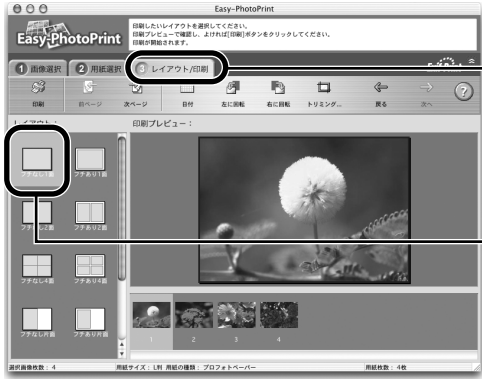 Easy-PhotoPrint
Easy-PhotoPrint
印刷したいレイアウトを選択してください。
印刷プレビューで確認し、よければ[印刷]ボタンをクリックしてください。
印刷が開始されます。
1 画像選択
2 用紙選択
3 レイアウト/印刷
印刷
前ページ
次ページ
日付
左に回転
右に回転
トリミング...
戻る
次へ
?
レイアウト：
印刷プレビュー：
フチなし1面
フチあり1面
フチなし2面
フチあり2面
フチなし4面
フチあり4面
フチなし片面
フチあり片面
1
2
3
4
選択画像枚数： 4
用紙サイズ： L判 用紙の種類： プロフォトペーパー
用紙枚数： 4枚